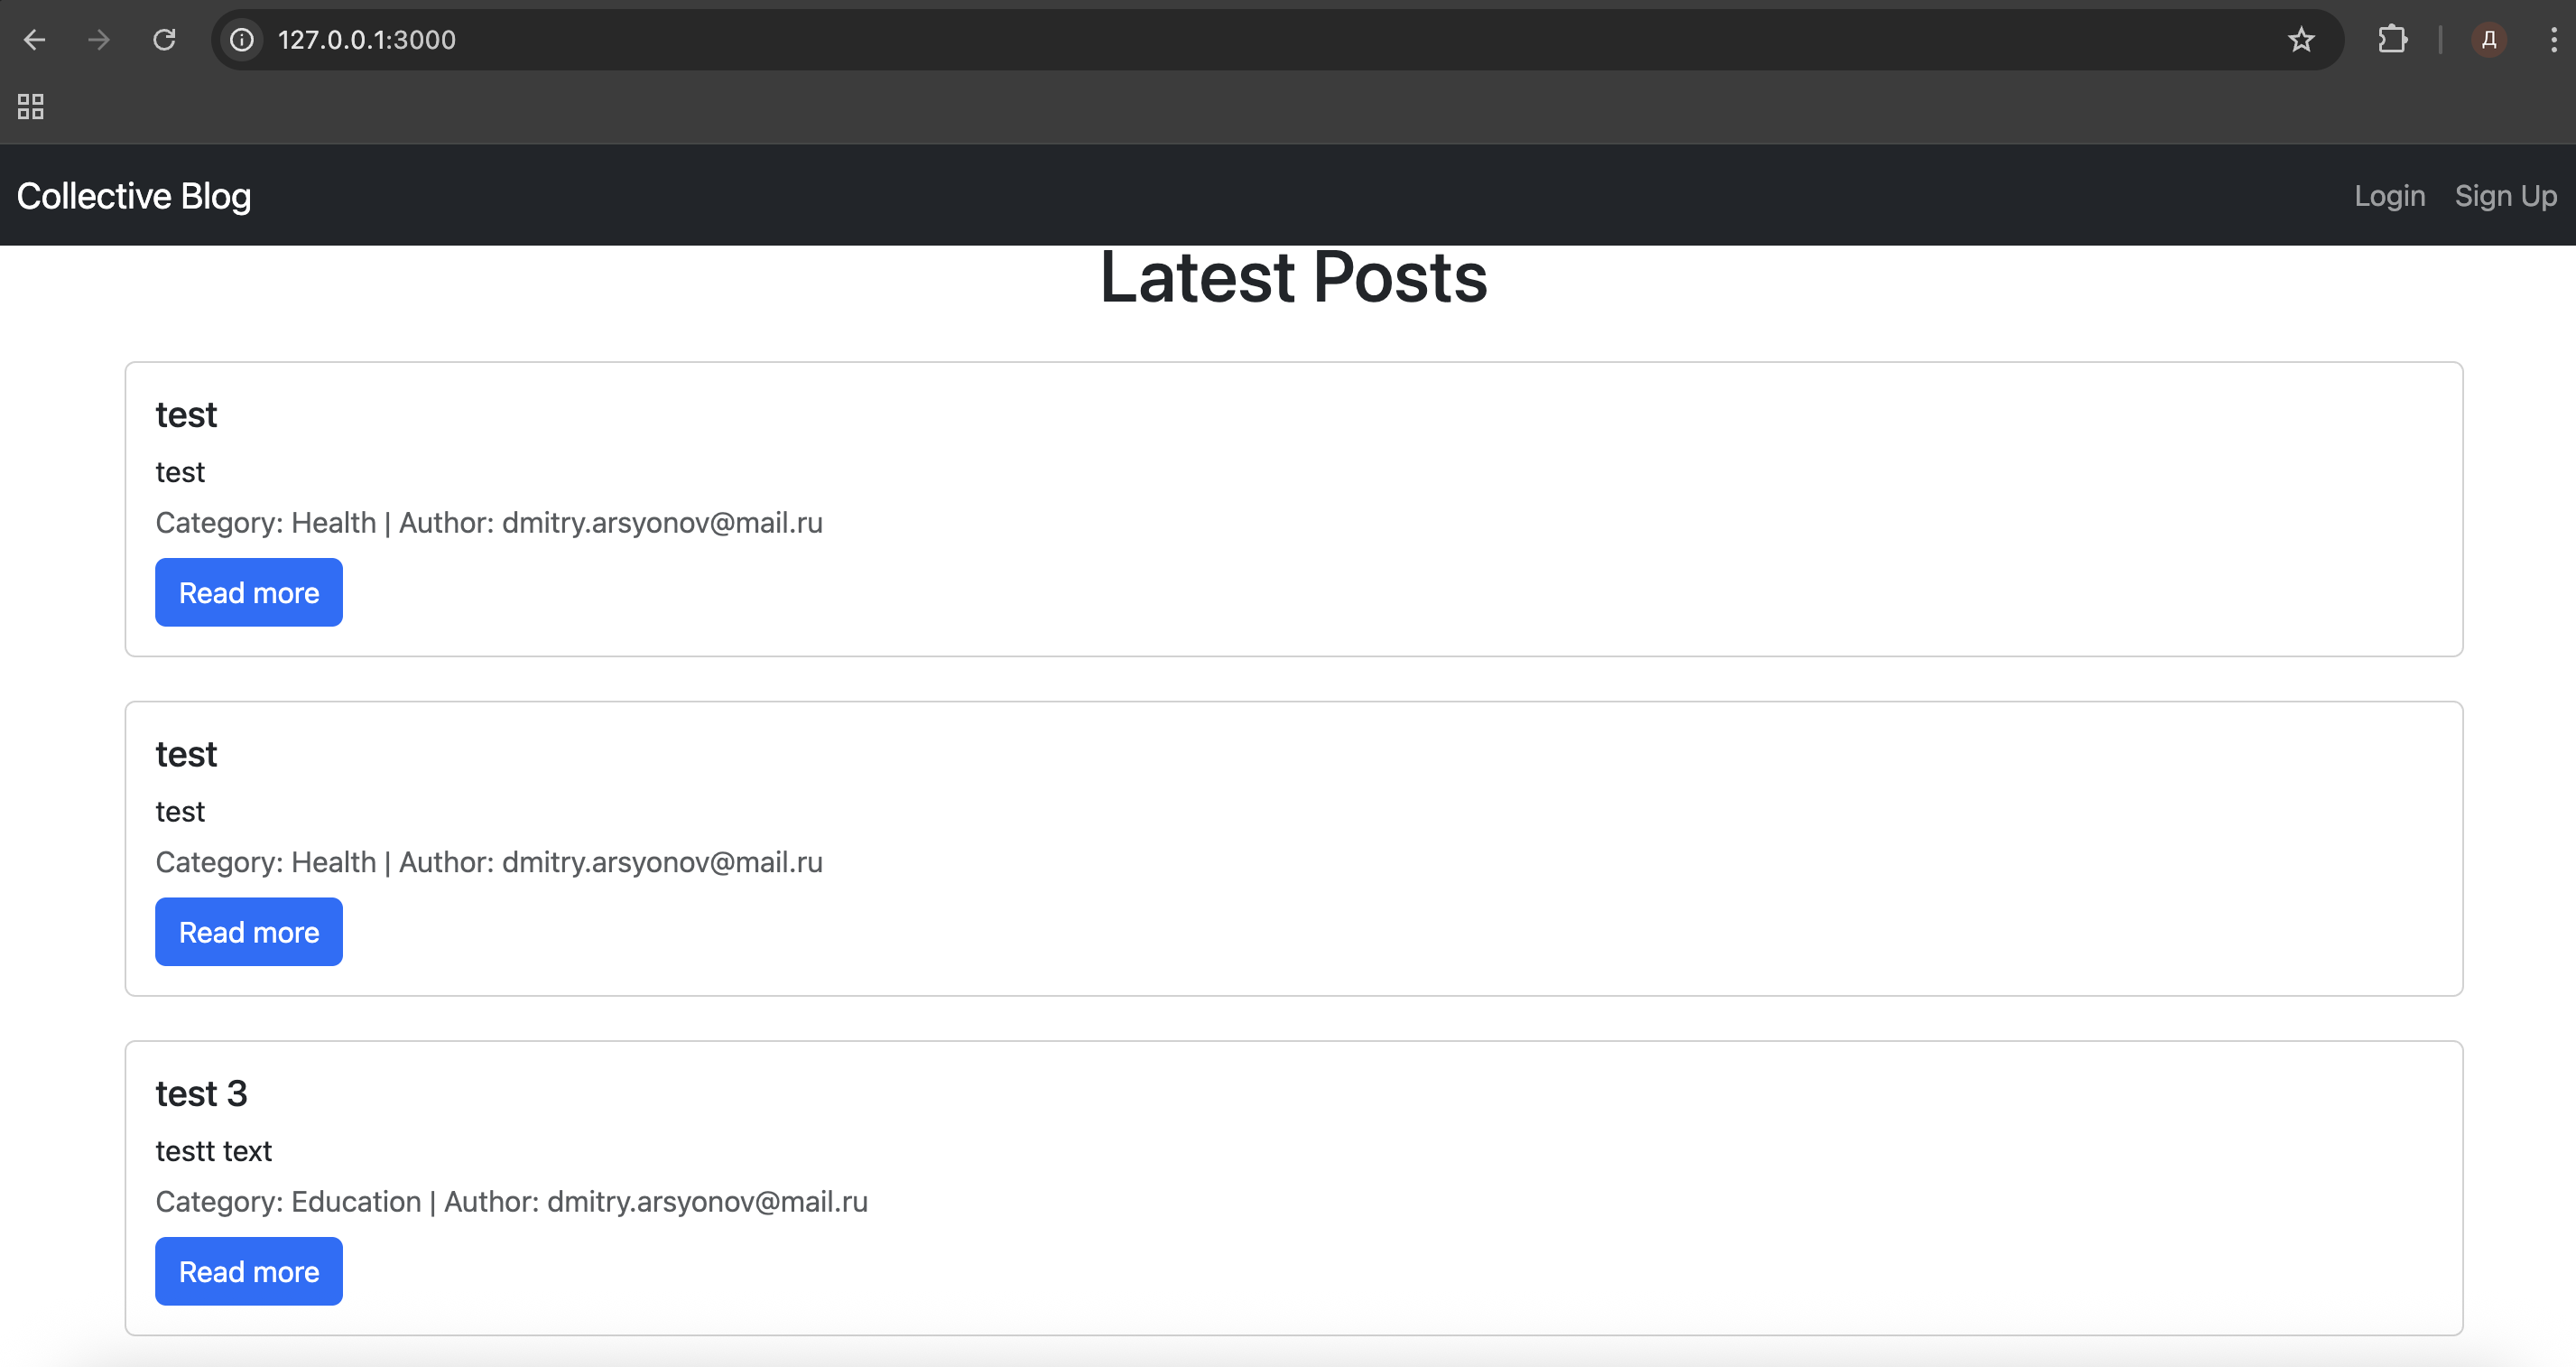 127.0.0.1:3000
Д
Collective Blog
Login Sign Up
Latest Posts
test
test
Category: Health | Author: dmitry.arsyonov@mail.ru
Read more
test
test
Category: Health | Author: dmitry.arsyonov@mail.ru
Read more
test 3
testt text
Category: Education | Author: dmitry.arsyonov@mail.ru
Read more